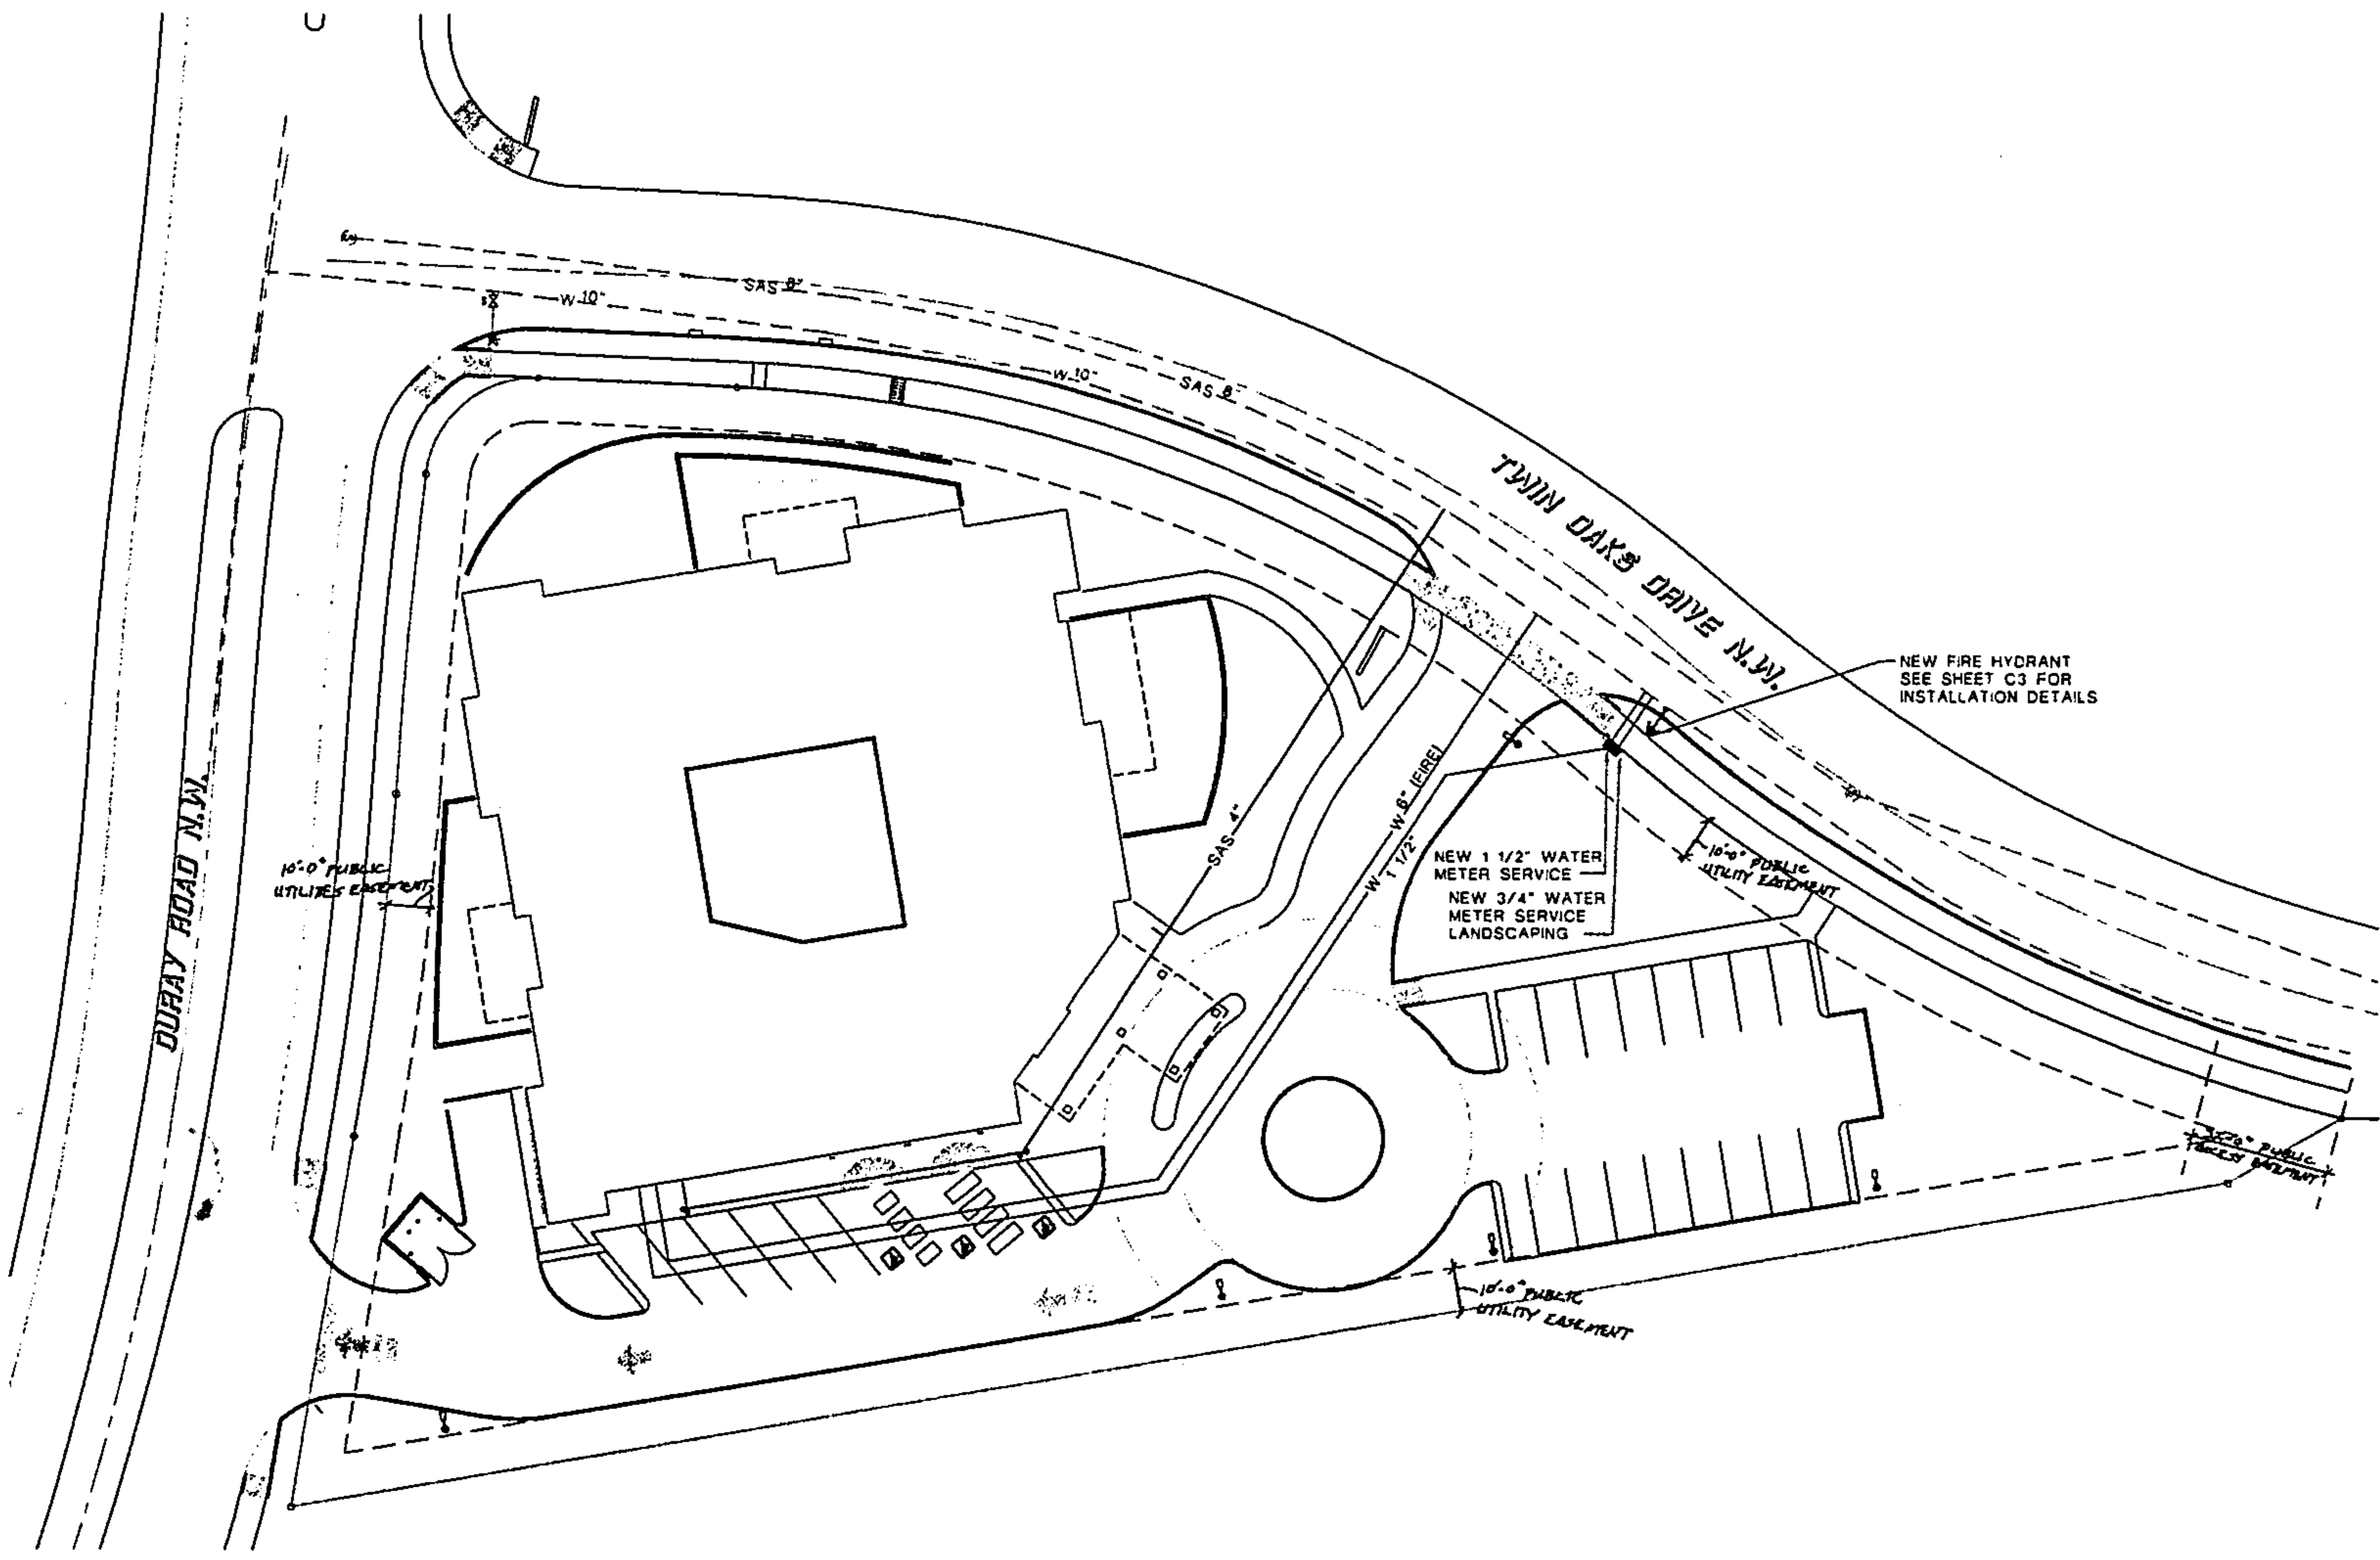 SAS 8"
W 10"
W 10"
SAS 8"
TWIN OAKS DRIVE N.W.
NEW FIRE HYDRANT
SEE SHEET C3 FOR
INSTALLATION DETAILS
OURAY ROAD N.W.
10'-0" PUBLIC
UTILITIES EASEMENT
SAS 4"
W 6" (FIRE)
W 1 1/2"
NEW 1 1/2" WATER
METER SERVICE
NEW 3/4" WATER
METER SERVICE
LANDSCAPING
10'-0" PUBLIC
UTILITY EASEMENT
PUBLIC
ACCESS EASEMENT
10'-0" PUBLIC
UTILITY EASEMENT